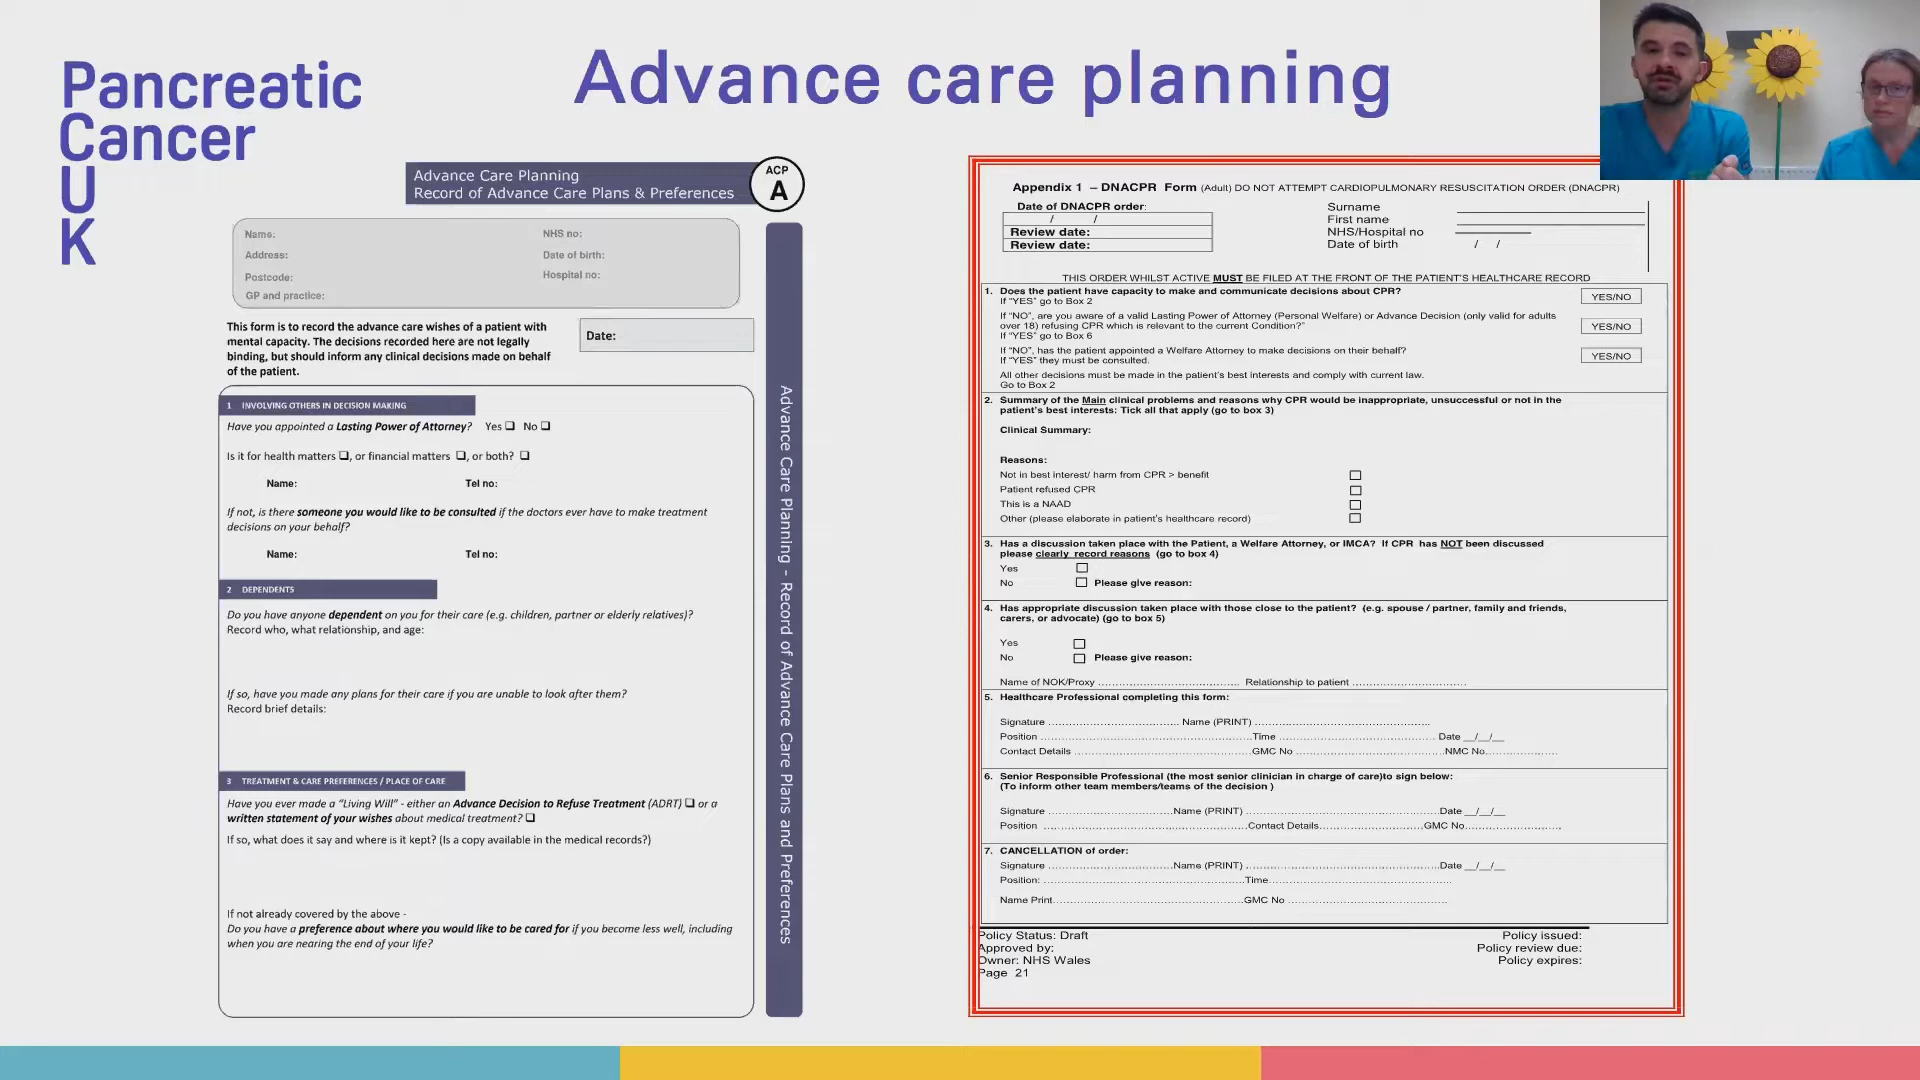 Pancreatic
Cancer
U
K
Advance care planning
Advance Care Planning
Record of Advance Care Plans & Preferences
ACP
A
Name:
NHS no:
Address:
Date of birth:
Postcode:
Hospital no:
GP and practice:
This form is to record the advance care wishes of a patient with
mental capacity. The decisions recorded here are not legally
binding, but should inform any clinical decisions made on behalf
of the patient.
Date:
1 INVOLVING OTHERS IN DECISION MAKING
Have you appointed a Lasting Power of Attorney? Yes ❑ No ❑
Is it for health matters ❑, or financial matters ❑, or both? ❑
Name: Tel no:
If not, is there someone you would like to be consulted if the doctors ever have to make treatment
decisions on your behalf?
Name: Tel no:
2 DEPENDENTS
Do you have anyone dependent on you for their care (e.g. children, partner or elderly relatives)?
Record who, what relationship, and age:
If so, have you made any plans for their care if you are unable to look after them?
Record brief details:
3 TREATMENT & CARE PREFERENCES / PLACE OF CARE
Have you ever made a "Living Will" - either an Advance Decision to Refuse Treatment (ADRT) ❑ or a
written statement of your wishes about medical treatment? ❑
If so, what does it say and where is it kept? (Is a copy available in the medical records?)
If not already covered by the above -
Do you have a preference about where you would like to be cared for if you become less well, including
when you are nearing the end of your life?
Advance Care Planning - Record of Advance Care Plans and Preferences
Appendix 1 – DNACPR Form (Adult) DO NOT ATTEMPT CARDIOPULMONARY RESUSCITATION ORDER (DNACPR)
Date of DNACPR order:
/ /
Review date:
Review date:
Surname
First name
NHS/Hospital no
Date of birth / /
THIS ORDER WHILST ACTIVE MUST BE FILED AT THE FRONT OF THE PATIENT'S HEALTHCARE RECORD
1. Does the patient have capacity to make and communicate decisions about CPR?
If "YES" go to Box 2
YES/NO
If "NO", are you aware of a valid Lasting Power of Attorney (Personal Welfare) or Advance Decision (only valid for adults
over 18) refusing CPR which is relevant to the current Condition?"
If "YES" go to Box 6
YES/NO
If "NO", has the patient appointed a Welfare Attorney to make decisions on their behalf?
If "YES" they must be consulted.
YES/NO
All other decisions must be made in the patient's best interests and comply with current law.
Go to Box 2
2. Summary of the Main clinical problems and reasons why CPR would be inappropriate, unsuccessful or not in the
patient's best interests: Tick all that apply (go to box 3)
Clinical Summary:
Reasons:
Not in best interest/ harm from CPR > benefit
Patient refused CPR
This is a NAAD
Other (please elaborate in patient's healthcare record)
3. Has a discussion taken place with the Patient, a Welfare Attorney, or IMCA? If CPR has NOT been discussed
please clearly record reasons (go to box 4)
Yes
No Please give reason:
4. Has appropriate discussion taken place with those close to the patient? (e.g. spouse / partner, family and friends,
carers, or advocate) (go to box 5)
Yes
No Please give reason:
Name of NOK/Proxy ........................ Relationship to patient ........................
5. Healthcare Professional completing this form:
Signature ........................ Name (PRINT) ........................
Position ........................Time ........................ Date __/__/__
Contact Details ........................GMC No ........................NMC No........................
6. Senior Responsible Professional (the most senior clinician in charge of care)to sign below:
(To inform other team members/teams of the decision )
Signature ........................Name (PRINT) ........................Date __/__/__
Position ........................Contact Details........................GMC No........................
7. CANCELLATION of order:
Signature ........................Name (PRINT) ........................Date __/__/__
Position: ........................Time........................
Name Print........................GMC No ........................
Policy Status: Draft
Policy issued:
Approved by:
Policy review due:
Owner: NHS Wales
Policy expires:
Page 21